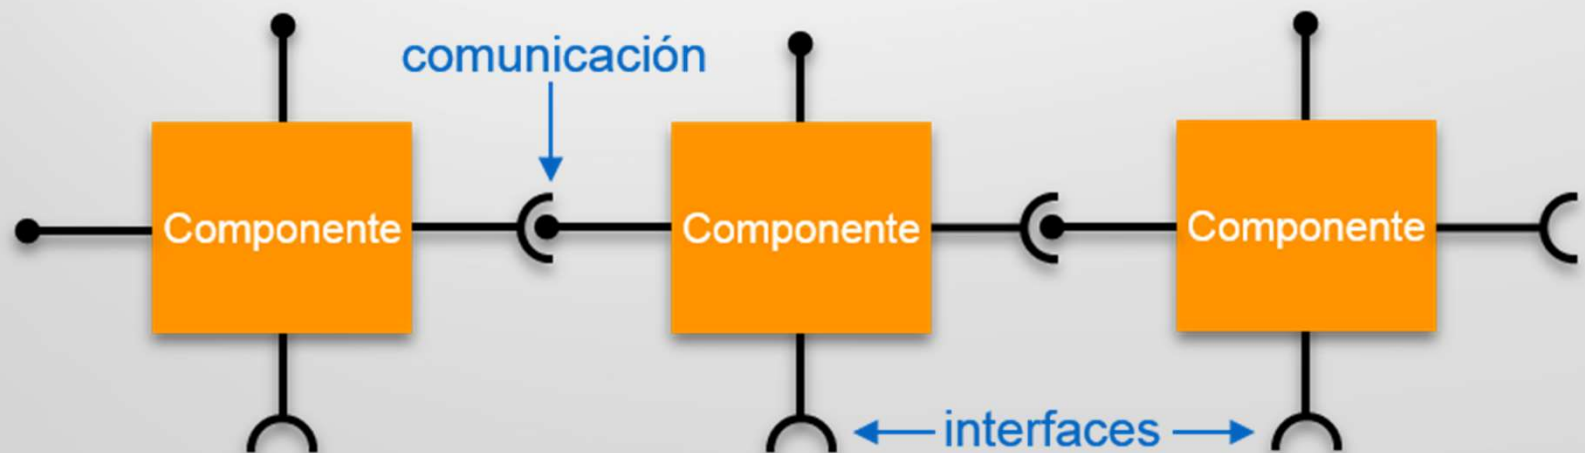 comunicación
Componente
Componente
Componente
interfaces